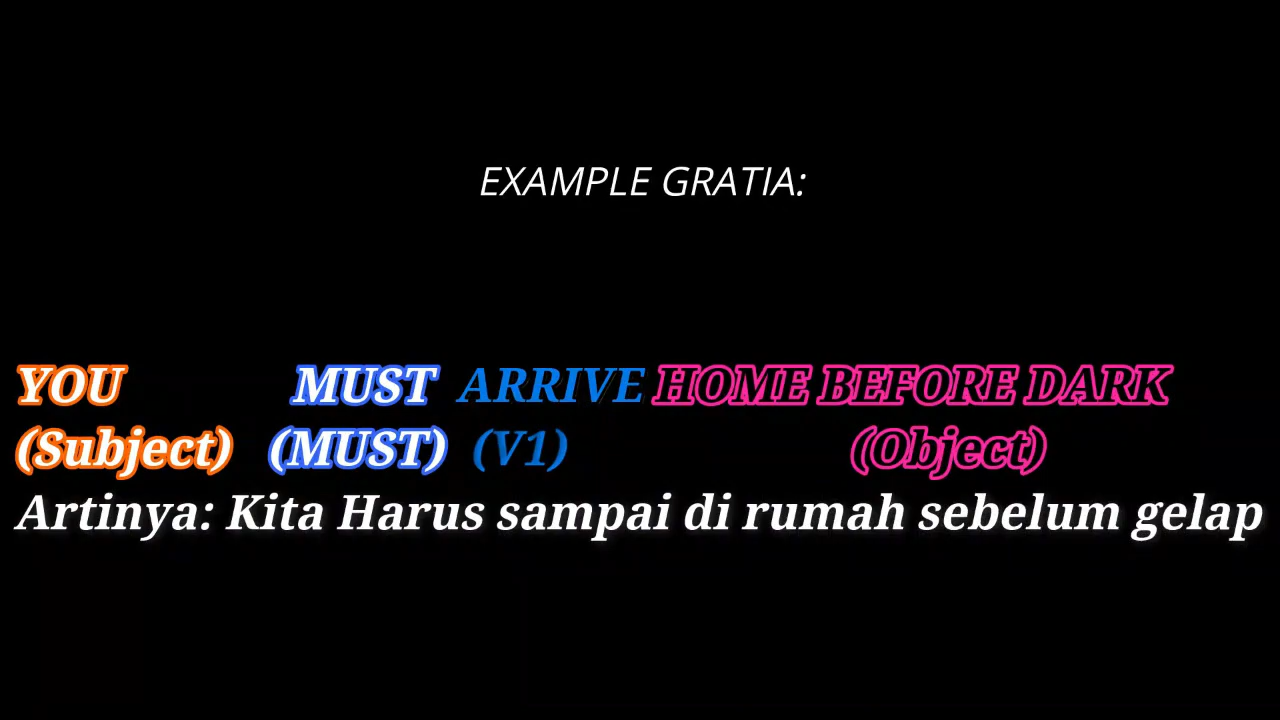 EXAMPLE GRATIA:
YOU MUST ARRIVE HOME BEFORE DARK
(Subject) (MUST) (V1) (Object)
Artinya: Kita Harus sampai di rumah sebelum gelap